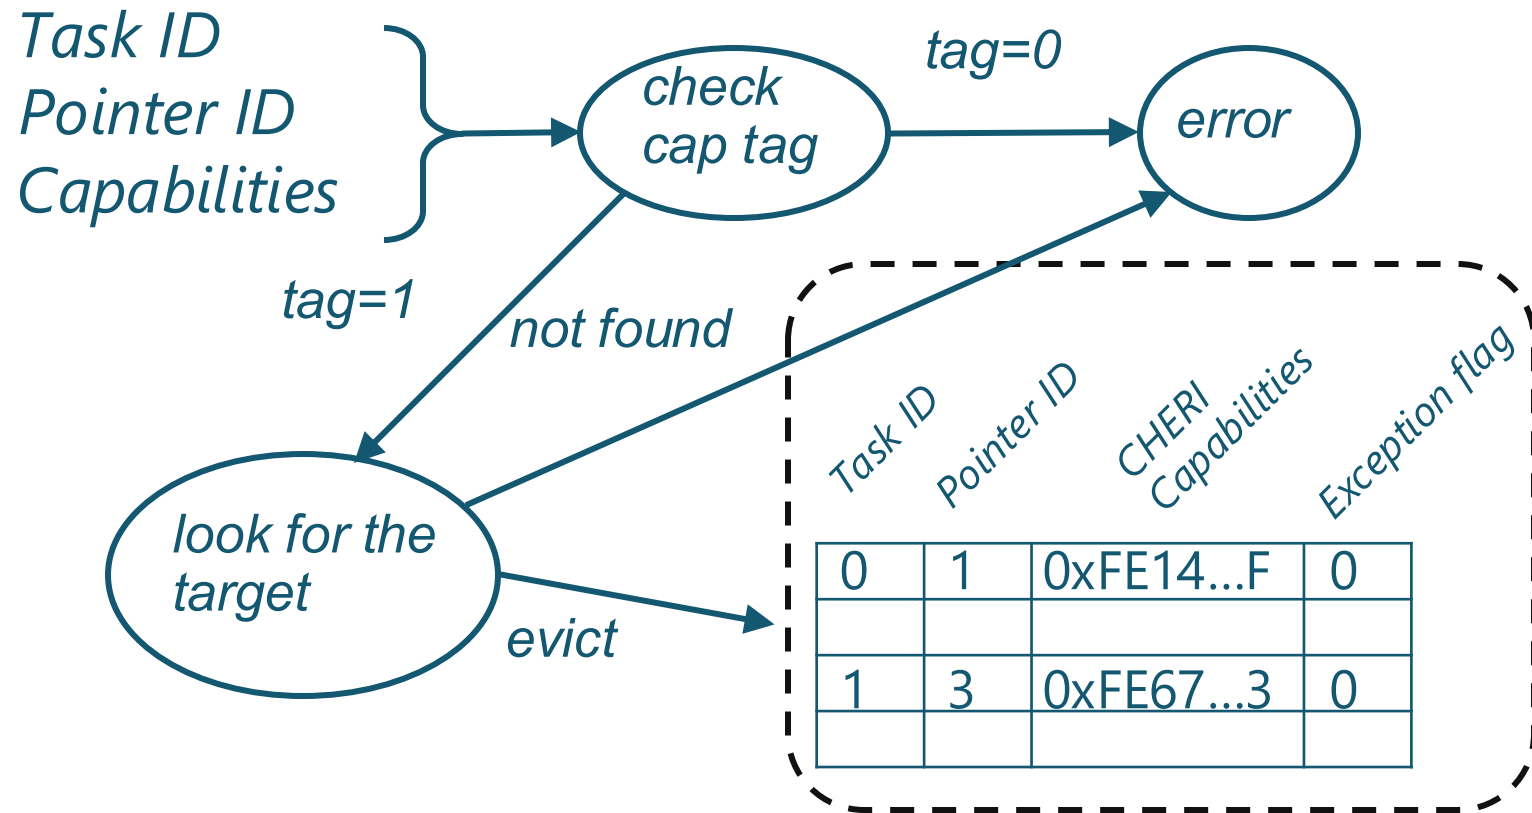 Task ID
Pointer ID
Capabilities
check
cap tag
tag=0
error
tag=1
not found
look for the
target
evict
Task ID
Pointer ID
CHERI
Capabilities
Exception flag
0 1 0xFE14...F 0
1 3 0xFE67...3 0